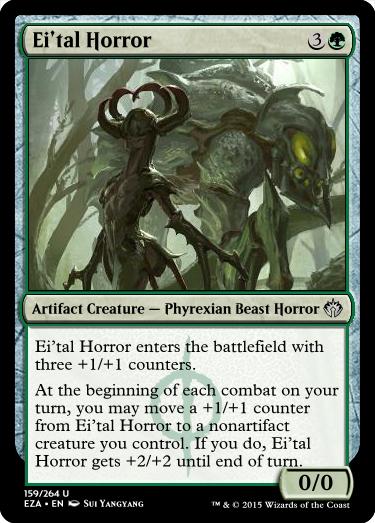 Ei'tal Horror 3
Artifact Creature — Phyrexian Beast Horror
Ei'tal Horror enters the battlefield with
three +1/+1 counters.
At the beginning of each combat on your
turn, you may move a +1/+1 counter
from Ei'tal Horror to a nonartifact
creature you control. If you do, Ei'tal
Horror gets +2/+2 until end of turn.
0/0
159/264 U
EZA • EN Sui Yangyang
™ & © 2015 Wizards of the Coast